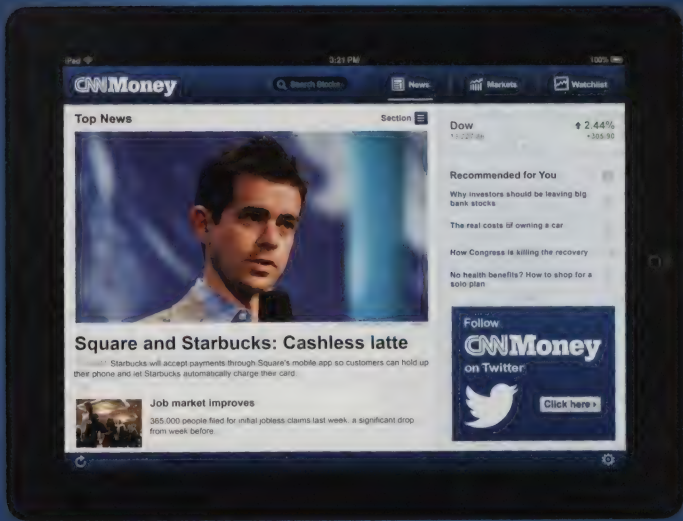 iPad
3:21 PM
100%
CNNMoney
Search Stocks
News
Markets
Watchlist
Top News
Section
Square and Starbucks: Cashless latte
Starbucks will accept payments through Square's mobile app so customers can hold up
their phone and let Starbucks automatically charge their card.
Job market improves
365,000 people filed for initial jobless claims last week, a significant drop
from week before.
Dow
2.44%
Recommended for You
Why investors should be leaving big
bank stocks
The real costs of owning a car
How Congress is killing the recovery
No health benefits? How to shop for a
solo plan
Follow
CNNMoney
on Twitter
Click here